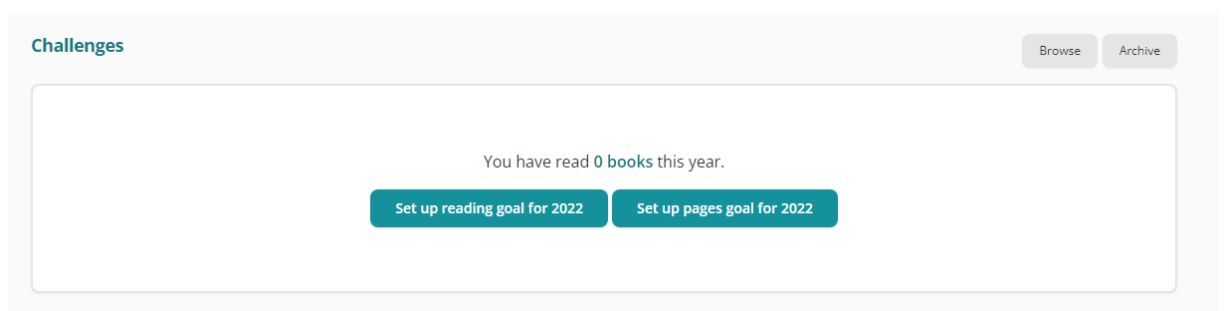 Challenges
Browse
Archive
You have read 0 books this year.
Set up reading goal for 2022
Set up pages goal for 2022